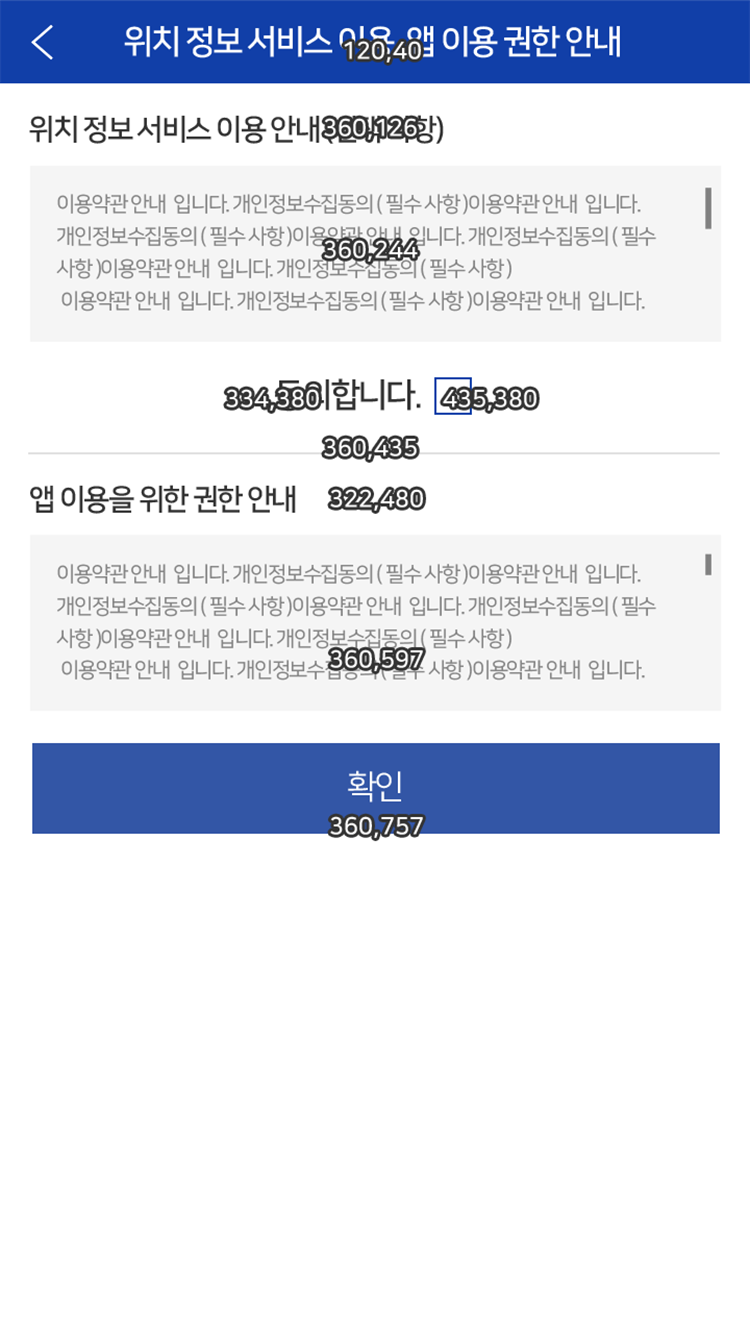 위치 정보 서비스 이용, 앱 이용 권한 안내
120,40
위치 정보 서비스 이용 안내
360,126
이용약관 안내 입니다. 개인정보수집동의 ( 필수 사항 )이용약관 안내 입니다.
개인정보수집동의 ( 필수 사항 )이용약관 안내 입니다. 개인정보수집동의 ( 필수
360,244
사항 )이용약관 안내 입니다. 개인정보수집동의 ( 필수 사항 )
이용약관 안내 입니다. 개인정보수집동의 ( 필수 사항 )이용약관 안내 입니다.
동의합니다.
334,380
435,380
360,435
앱 이용을 위한 권한 안내
322,480
이용약관 안내 입니다. 개인정보수집동의 ( 필수 사항 )이용약관 안내 입니다.
개인정보수집동의 ( 필수 사항 )이용약관 안내 입니다. 개인정보수집동의 ( 필수
사항 )이용약관 안내 입니다. 개인정보수집동의 ( 필수 사항 )
360,597
이용약관 안내 입니다. 개인정보수집동의 ( 필수 사항 )이용약관 안내 입니다.
확인
360,757